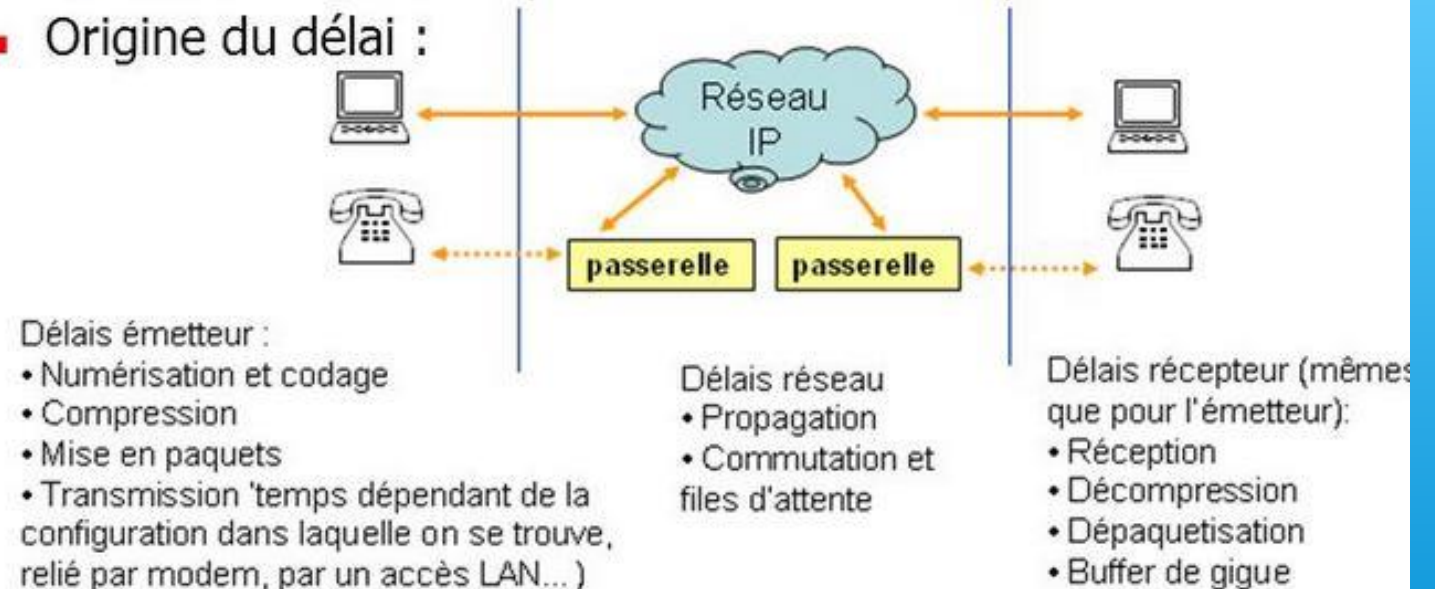 Origine du délai :
Réseau
IP
passerelle
passerelle
Délais émetteur :
• Numérisation et codage
• Compression
• Mise en paquets
• Transmission 'temps dépendant de la
configuration dans laquelle on se trouve,
relié par modem, par un accès LAN... )
Délais réseau
• Propagation
• Commutation et
files d'attente
Délais récepteur (mêmes
que pour l'émetteur):
• Réception
• Décompression
• Dépaquetisation
• Buffer de gigue